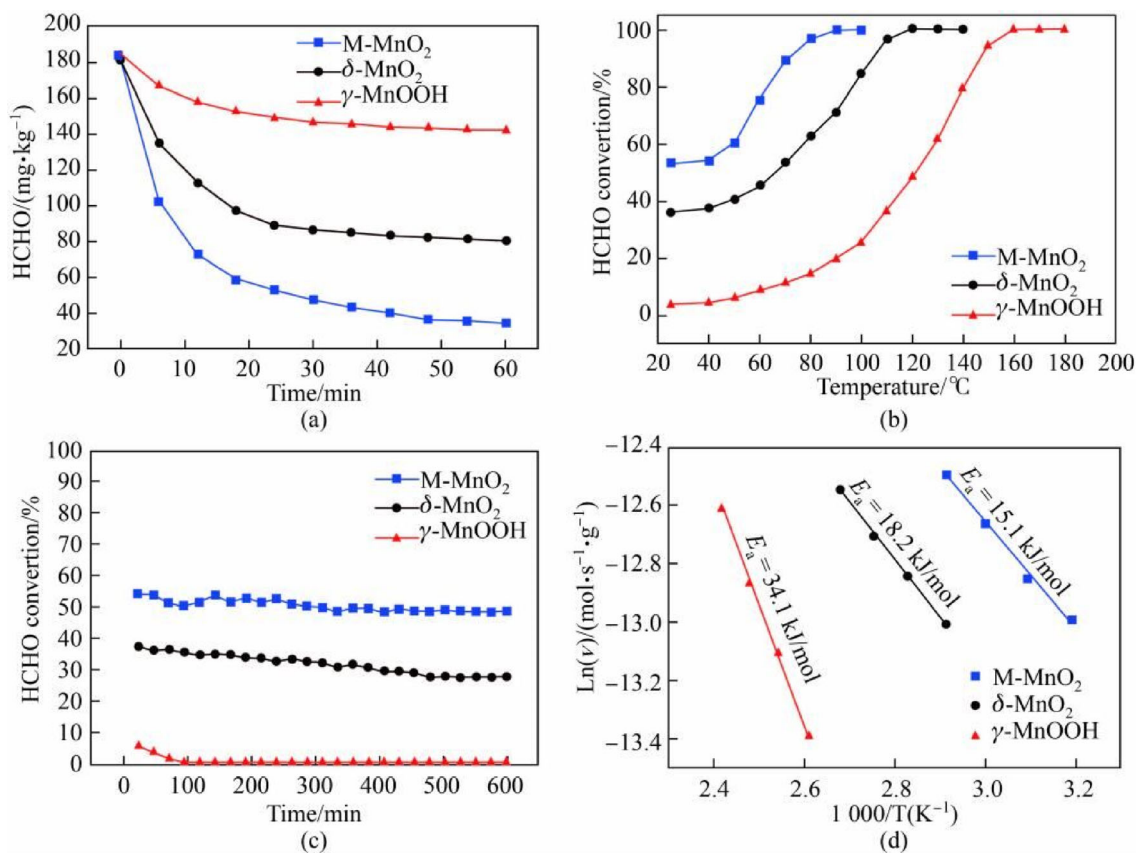 200
180
160
140
120
100
80
60
40
20
HCHO/(mg•kg⁻¹)
M-MnO₂
δ-MnO₂
γ-MnOOH
0 10 20 30 40 50 60
Time/min
(a)
100
80
60
40
20
0
HCHO convertion/%
M-MnO₂
δ-MnO₂
γ-MnOOH
20 40 60 80 100 120 140 160 180 200
Temperature/℃
(b)
100
90
80
70
60
50
40
30
20
10
0
HCHO convertion/%
M-MnO₂
δ-MnO₂
γ-MnOOH
0 100 200 300 400 500 600
Time/min
(c)
−12.4
−12.6
−12.8
−13.0
−13.2
−13.4
Ln(v)/(mol•s⁻¹•g⁻¹)
Eₐ=34.1 kJ/mol
Eₐ=18.2 kJ/mol
Eₐ=15.1 kJ/mol
M-MnO₂
δ-MnO₂
γ-MnOOH
2.4 2.6 2.8 3.0 3.2
1 000/T(K⁻¹)
(d)